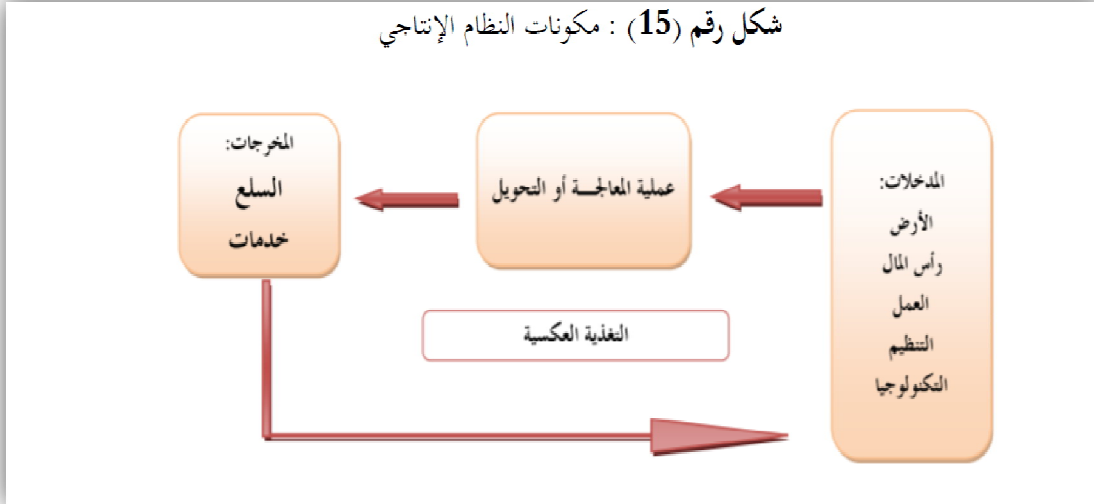 شكل رقم (15) : مكونات النظام الإنتاجي
المدخلات:
الأرض
رأس المال
العمل
التنظيم
التكنولوجيا
عملية المعالجـــة أو التحويل
المخرجات:
السلع
خدمات
التغذية العكسية